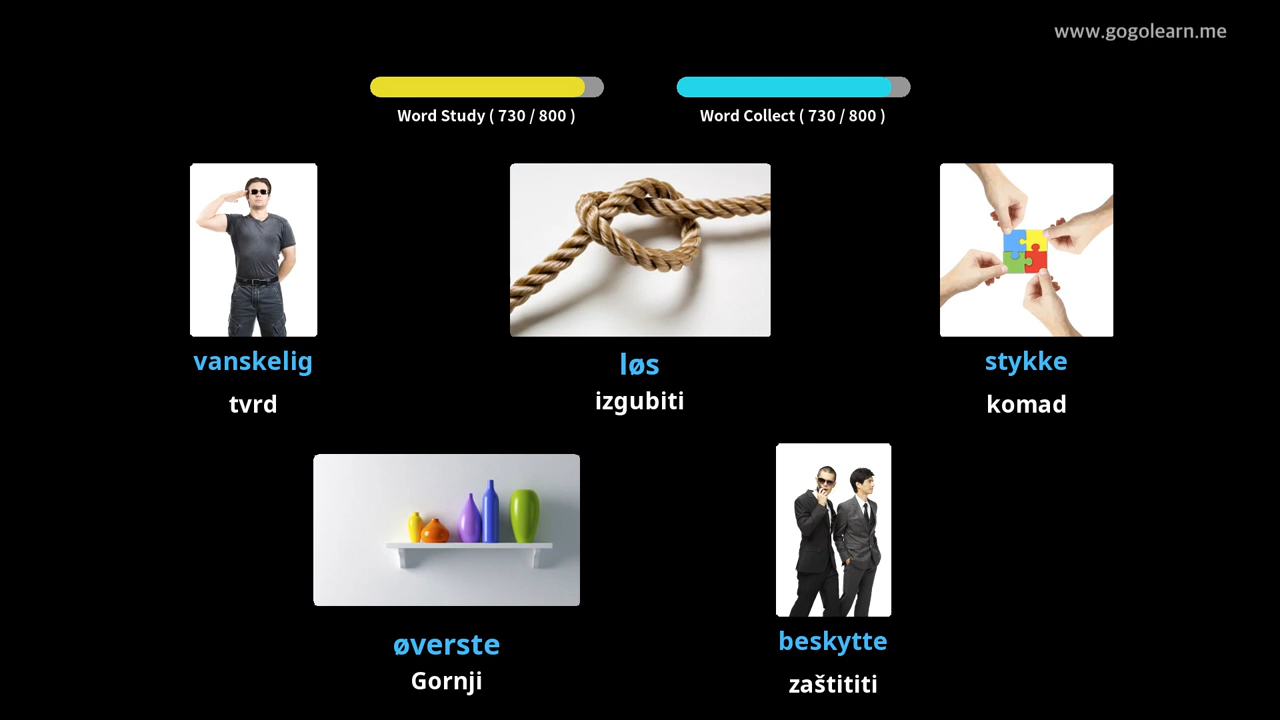 www.gogolearn.me
Word Study ( 730 / 800 )
Word Collect ( 730 / 800 )
vanskelig
tvrd
løs
izgubiti
stykke
komad
øverste
Gornji
beskytte
zaštititi